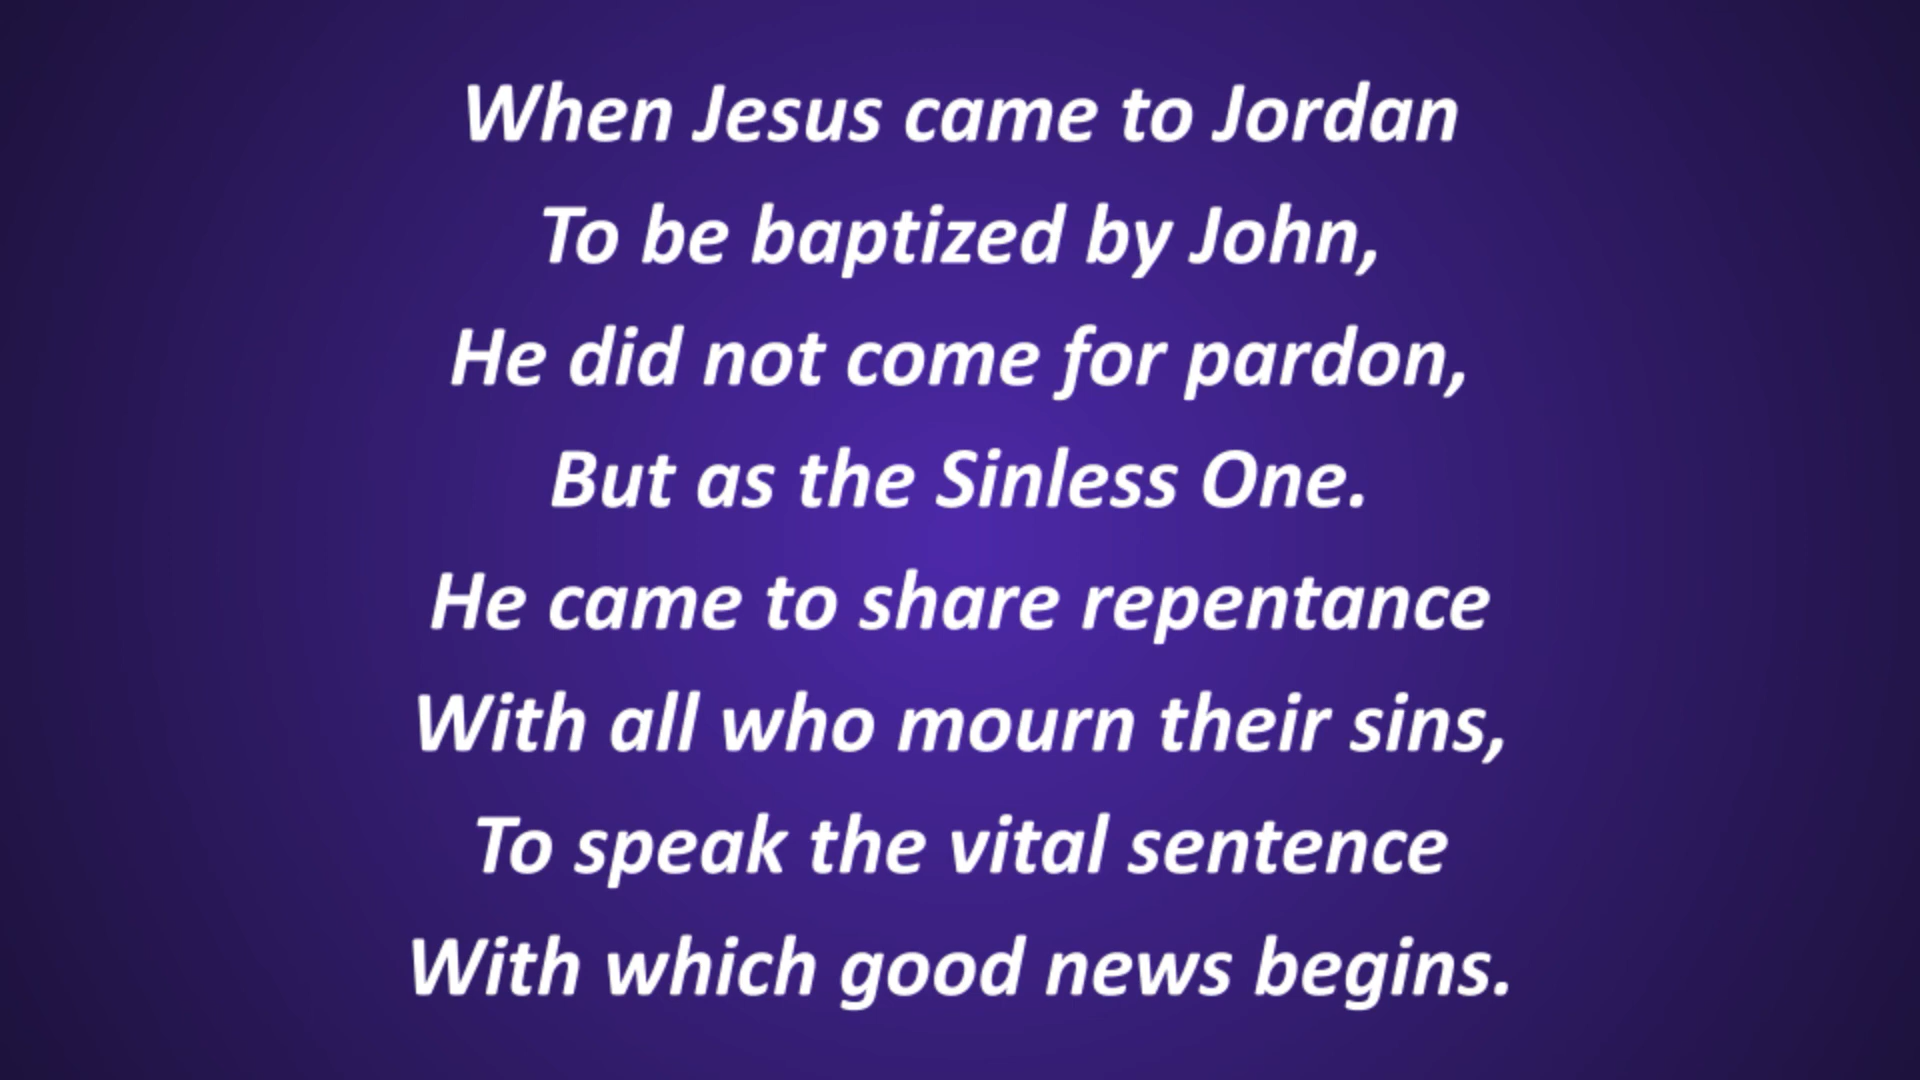 When Jesus came to Jordan
To be baptized by John,
He did not come for pardon,
But as the Sinless One.
He came to share repentance
With all who mourn their sins,
To speak the vital sentence
With which good news begins.